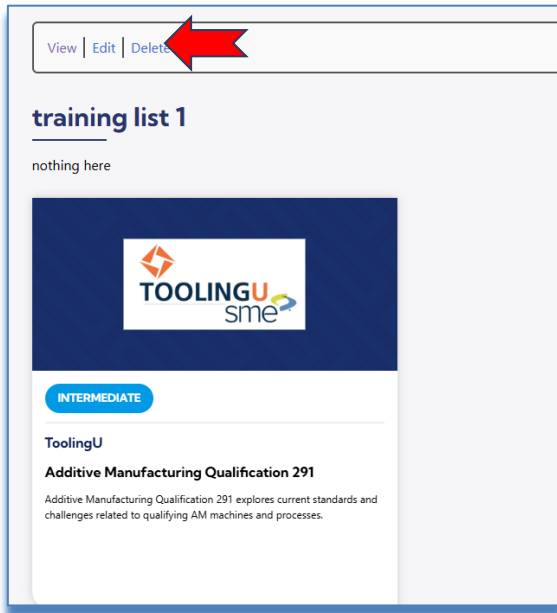 View | Edit | Delete
training list 1
nothing here
TOOLINGU
sme
INTERMEDIATE
ToolingU
Additive Manufacturing Qualification 291
Additive Manufacturing Qualification 291 explores current standards and
challenges related to qualifying AM machines and processes.